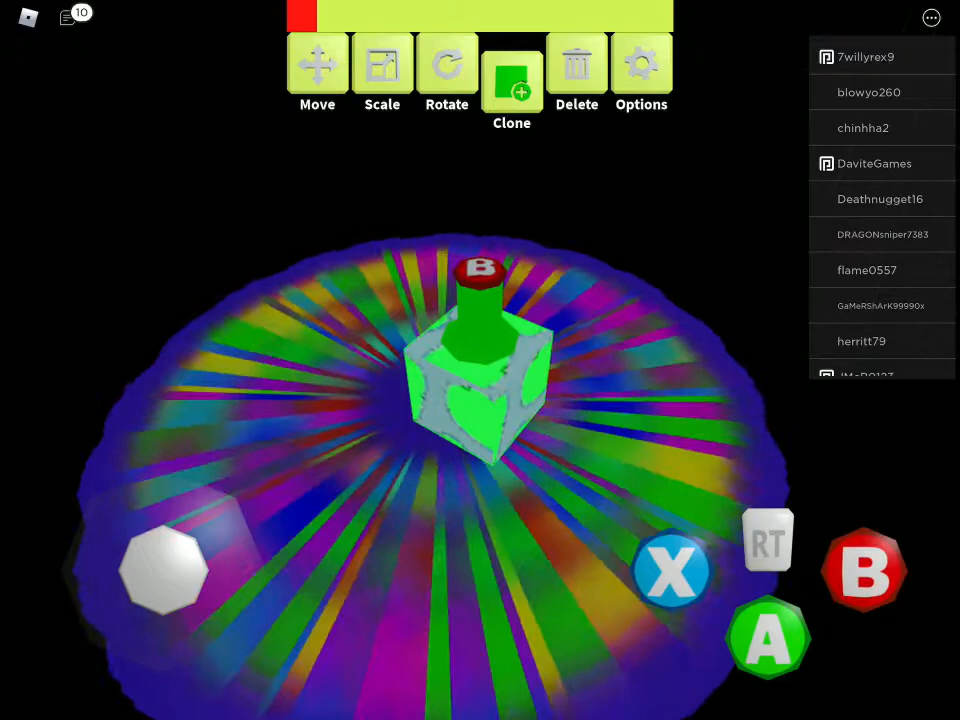 10
Move Scale Rotate Clone Delete Options
7willyrex9
blowyo260
chinhha2
DaviteGames
Deathnugget16
DRAGONsniper7383
flame0557
GaMeRShArK99990x
herritt79
B
RT
X
B
A